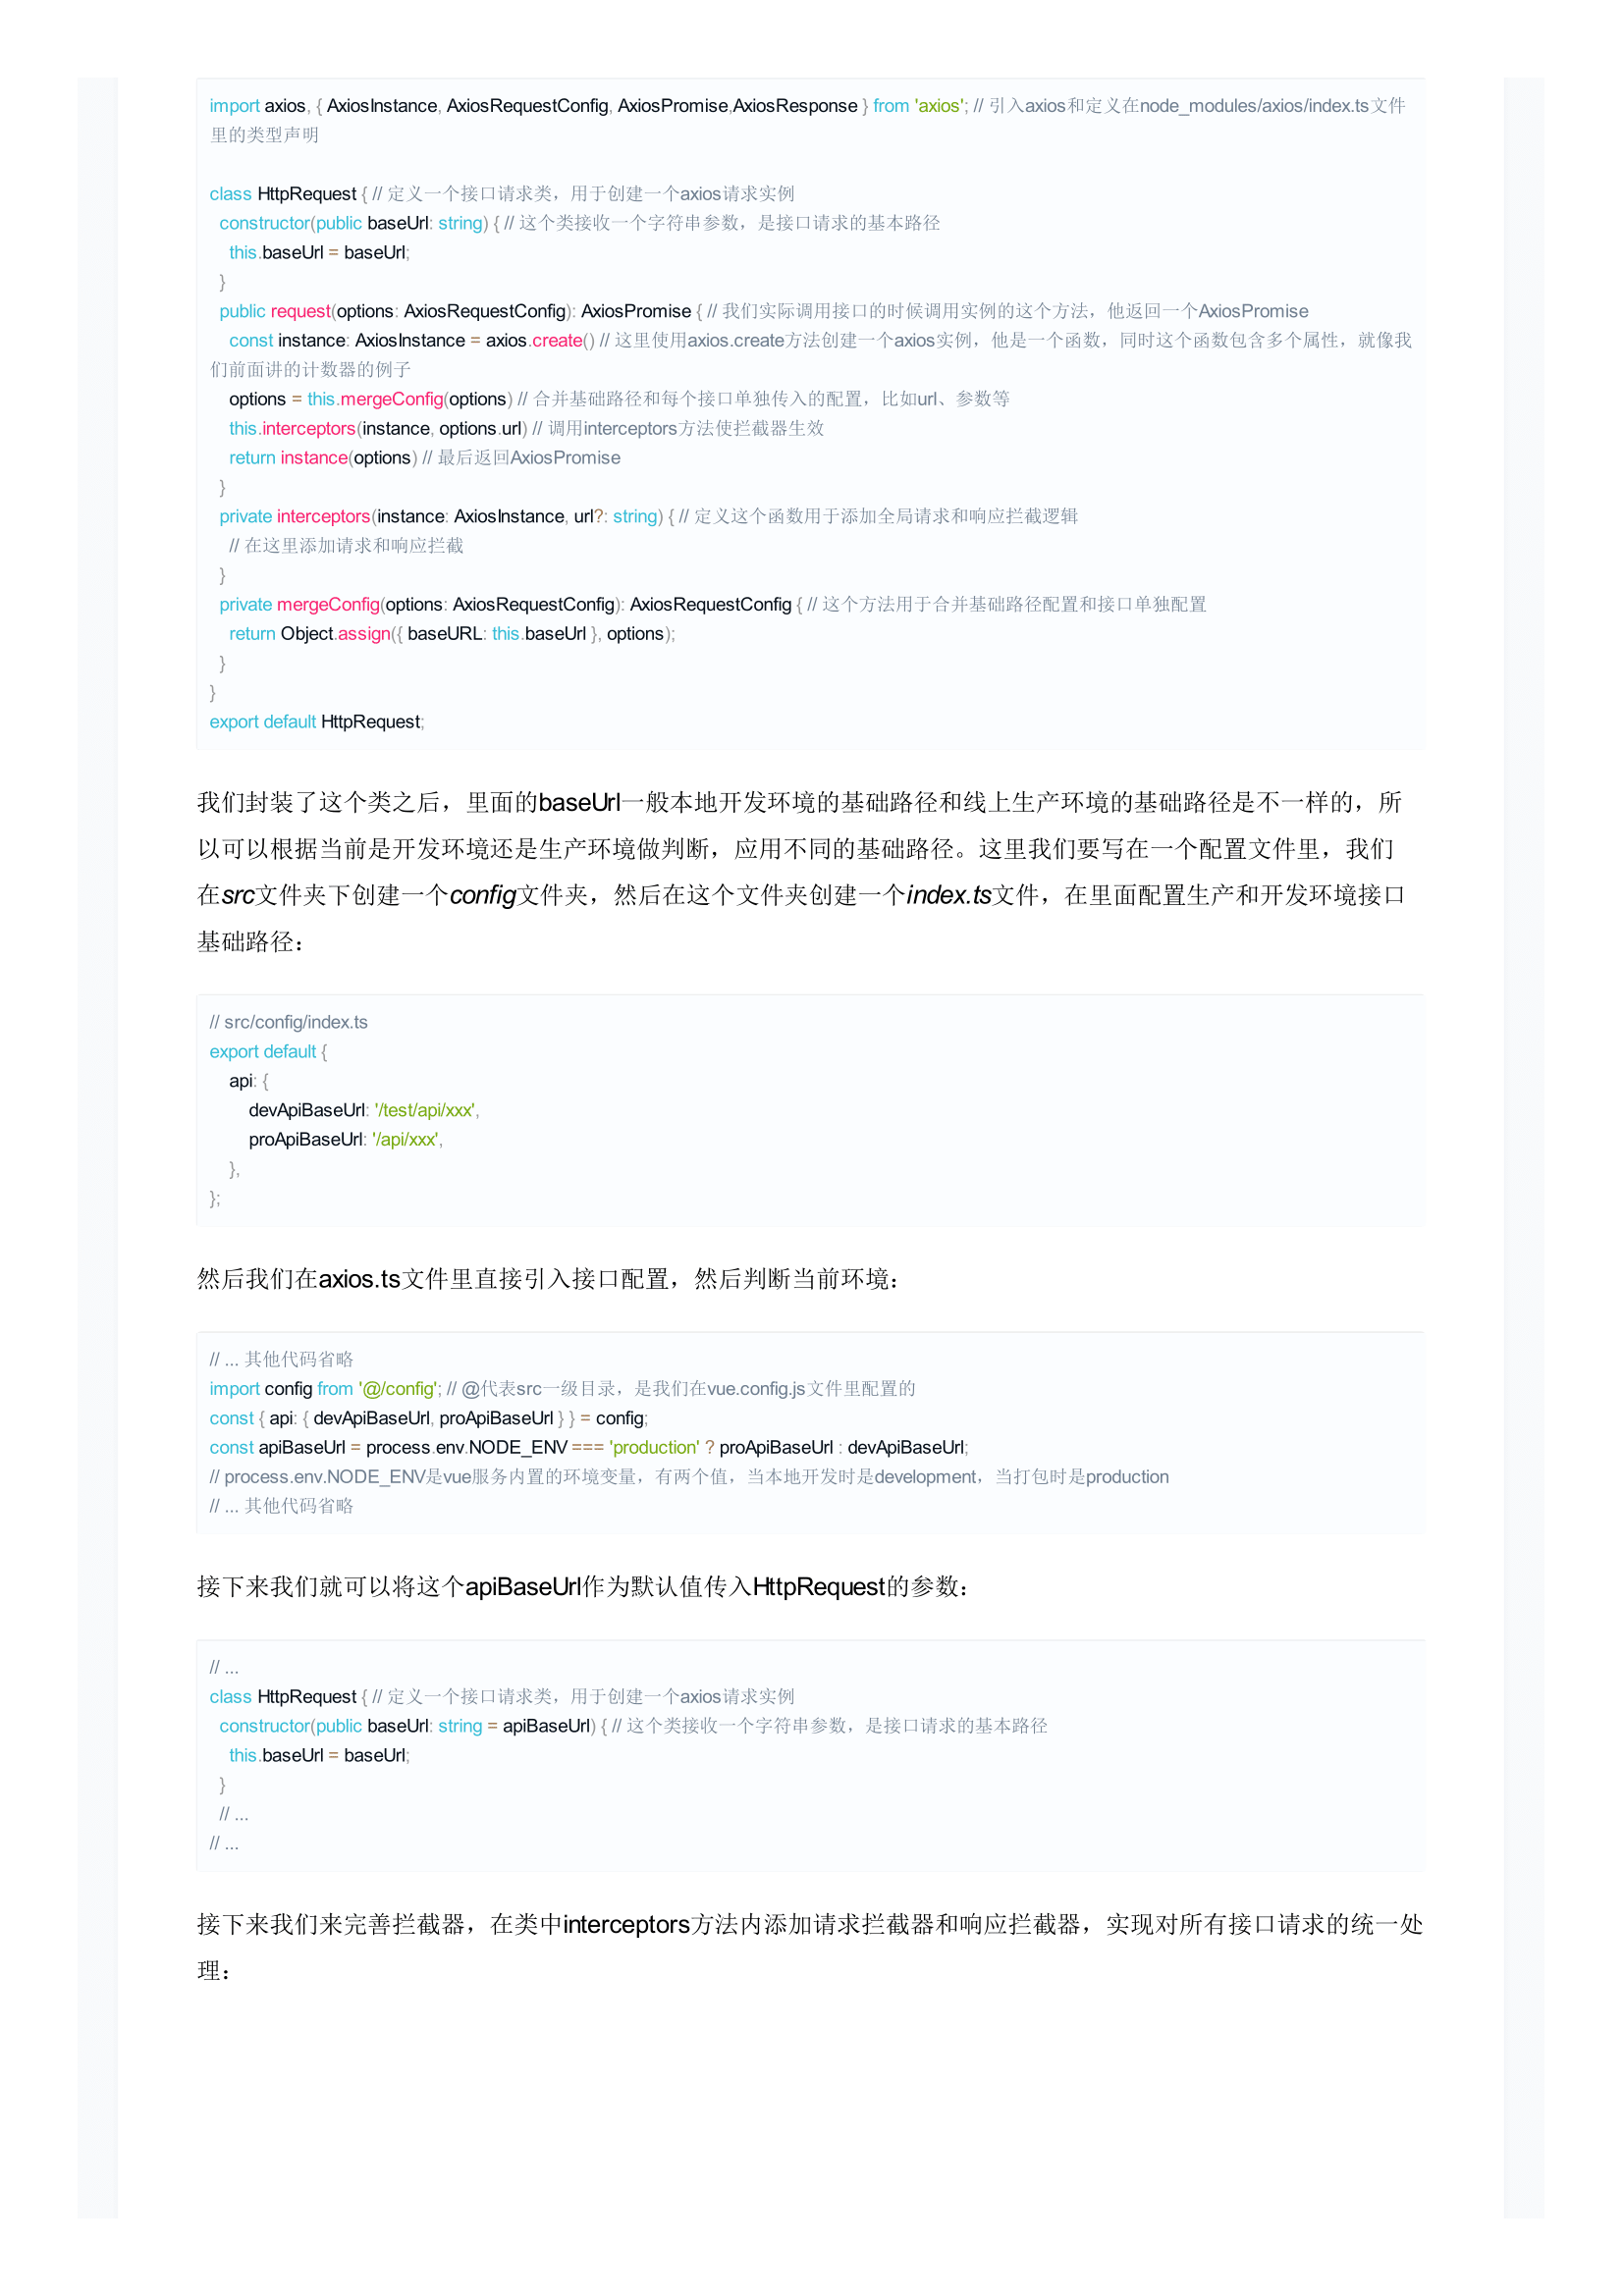 import axios, { AxiosInstance, AxiosRequestConfig, AxiosPromise,AxiosResponse } from 'axios'; // 引入axios和定义在node_modules/axios/index.ts文件
里的类型声明
class HttpRequest { // 定义一个接口请求类，用于创建一个axios请求实例
constructor(public baseUrl: string) { // 这个类接收一个字符串参数，是接口请求的基本路径
this.baseUrl = baseUrl;
}
public request(options: AxiosRequestConfig): AxiosPromise { // 我们实际调用接口的时候调用实例的这个方法，他返回一个AxiosPromise
const instance: AxiosInstance = axios.create() // 这里使用axios.create方法创建一个axios实例，他是一个函数，同时这个函数包含多个属性，就像我
们前面讲的计数器的例子
options = this.mergeConfig(options) // 合并基础路径和每个接口单独传入的配置，比如url、参数等
this.interceptors(instance, options.url) // 调用interceptors方法使拦截器生效
return instance(options) // 最后返回AxiosPromise
}
private interceptors(instance: AxiosInstance, url?: string) { // 定义这个函数用于添加全局请求和响应拦截逻辑
// 在这里添加请求和响应拦截
}
private mergeConfig(options: AxiosRequestConfig): AxiosRequestConfig { // 这个方法用于合并基础路径配置和接口单独配置
return Object.assign({ baseURL: this.baseUrl }, options);
}
}
export default HttpRequest;
我们封装了这个类之后，里面的baseUrl一般本地开发环境的基础路径和线上生产环境的基础路径是不一样的，所
以可以根据当前是开发环境还是生产环境做判断，应用不同的基础路径。这里我们要写在一个配置文件里，我们
在src文件夹下创建一个config文件夹，然后在这个文件夹创建一个index.ts文件，在里面配置生产和开发环境接口
基础路径：
// src/config/index.ts
export default {
api: {
devApiBaseUrl: '/test/api/xxx',
proApiBaseUrl: '/api/xxx',
},
};
然后我们在axios.ts文件里直接引入接口配置，然后判断当前环境：
// ... 其他代码省略
import config from '@/config'; // @代表src一级目录，是我们在vue.config.js文件里配置的
const { api: { devApiBaseUrl, proApiBaseUrl } } = config;
const apiBaseUrl = process.env.NODE_ENV === 'production' ? proApiBaseUrl : devApiBaseUrl;
// process.env.NODE_ENV是vue服务内置的环境变量，有两个值，当本地开发时是development，当打包时是production
// ... 其他代码省略
接下来我们就可以将这个apiBaseUrl作为默认值传入HttpRequest的参数：
// ...
class HttpRequest { // 定义一个接口请求类，用于创建一个axios请求实例
constructor(public baseUrl: string = apiBaseUrl) { // 这个类接收一个字符串参数，是接口请求的基本路径
this.baseUrl = baseUrl;
}
// ...
// ...
接下来我们来完善拦截器，在类中interceptors方法内添加请求拦截器和响应拦截器，实现对所有接口请求的统一处
理：